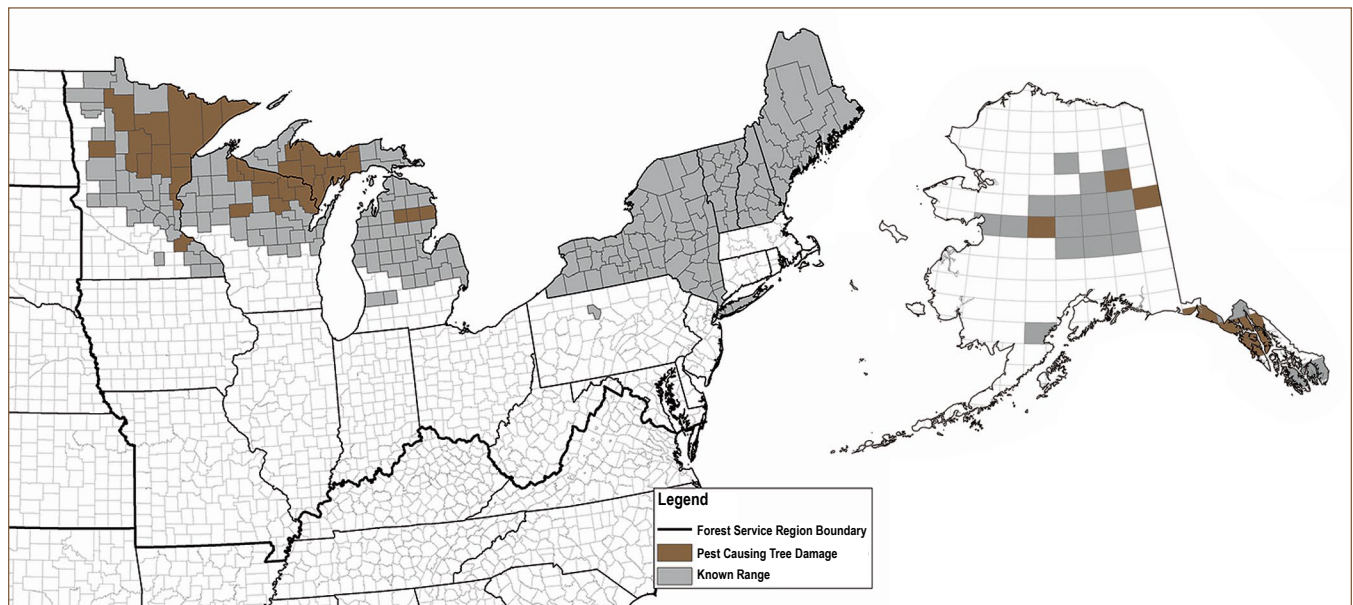 Legend
Forest Service Region Boundary
Pest Causing Tree Damage
Known Range